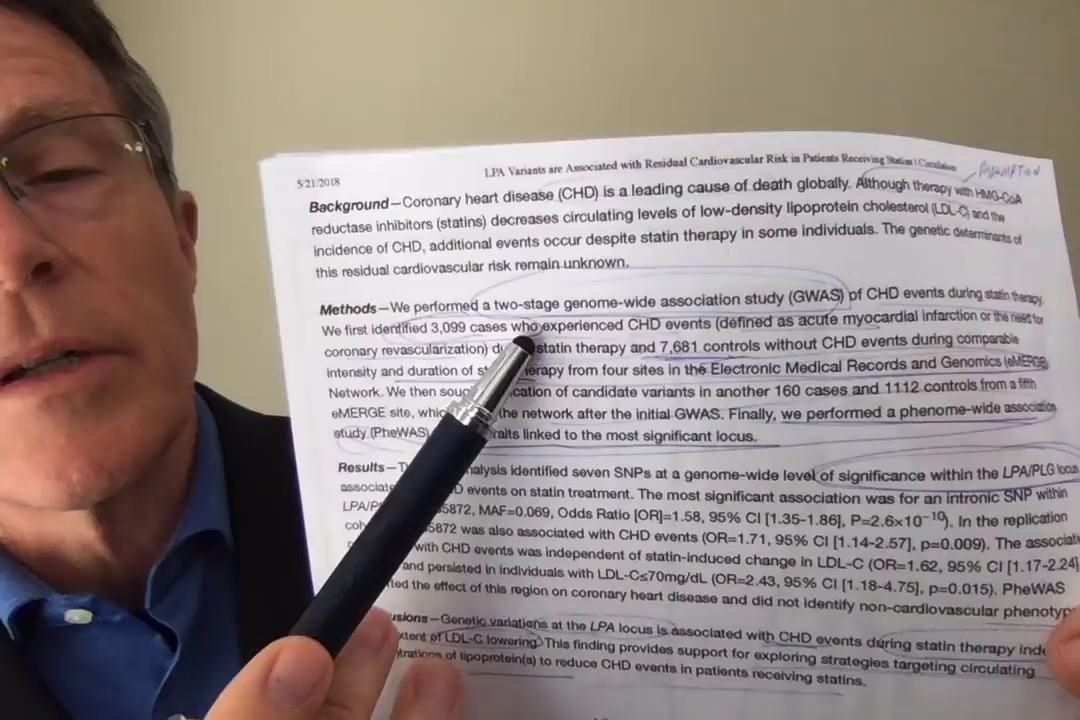 5/21/2018
LPA Variants are Associated with Residual Cardiovascular Risk in Patients Receiving Statins | Circulation
Background—Coronary heart disease (CHD) is a leading cause of death globally. Although therapy with HMG-CoA
reductase inhibitors (statins) decreases circulating levels of low-density lipoprotein cholesterol (LDL-C) and the
incidence of CHD, additional events occur despite statin therapy in some individuals. The genetic determinants of
this residual cardiovascular risk remain unknown.
Methods—We performed a two-stage genome-wide association study (GWAS) of CHD events during statin therapy.
We first identified 3,099 cases who experienced CHD events (defined as acute myocardial infarction or the need for
coronary revascularization) statin therapy and 7,681 controls without CHD events during comparable
intensity and duration of from four sites in the Electronic Medical Records and Genomics (eMERGE)
Network. We then of candidate variants in another 160 cases and 1112 controls from a fifth
eMERGE site, the network after the initial GWAS. Finally, we performed a phenome-wide association
study (PheWAS) linked to the most significant locus.
Results— identified seven SNPs at a genome-wide level of significance within the LPA/PLG locus
events on statin treatment. The most significant association was for an intronic SNP within
5872, MAF=0.069, Odds Ratio [OR]=1.58, 95% CI [1.35-1.86], P=2.6×10⁻¹⁰). In the replication
5872 was also associated with CHD events (OR=1.71, 95% CI [1.14-2.57], p=0.009). The
with CHD events was independent of statin-induced change in LDL-C (OR=1.62, 95% CI [1.17-2.24]
and persisted in individuals with LDL-C≤70mg/dL (OR=2.43, 95% CI [1.18-4.75], p=0.015). PheWAS
the effect of this region on coronary heart disease and did not identify non-cardiovascular
—Genetic variations at the LPA locus is associated with CHD events during statin therapy
of LDL-C lowering. This finding provides support for exploring strategies targeting circulating
of lipoprotein(a) to reduce CHD events in patients receiving statins.